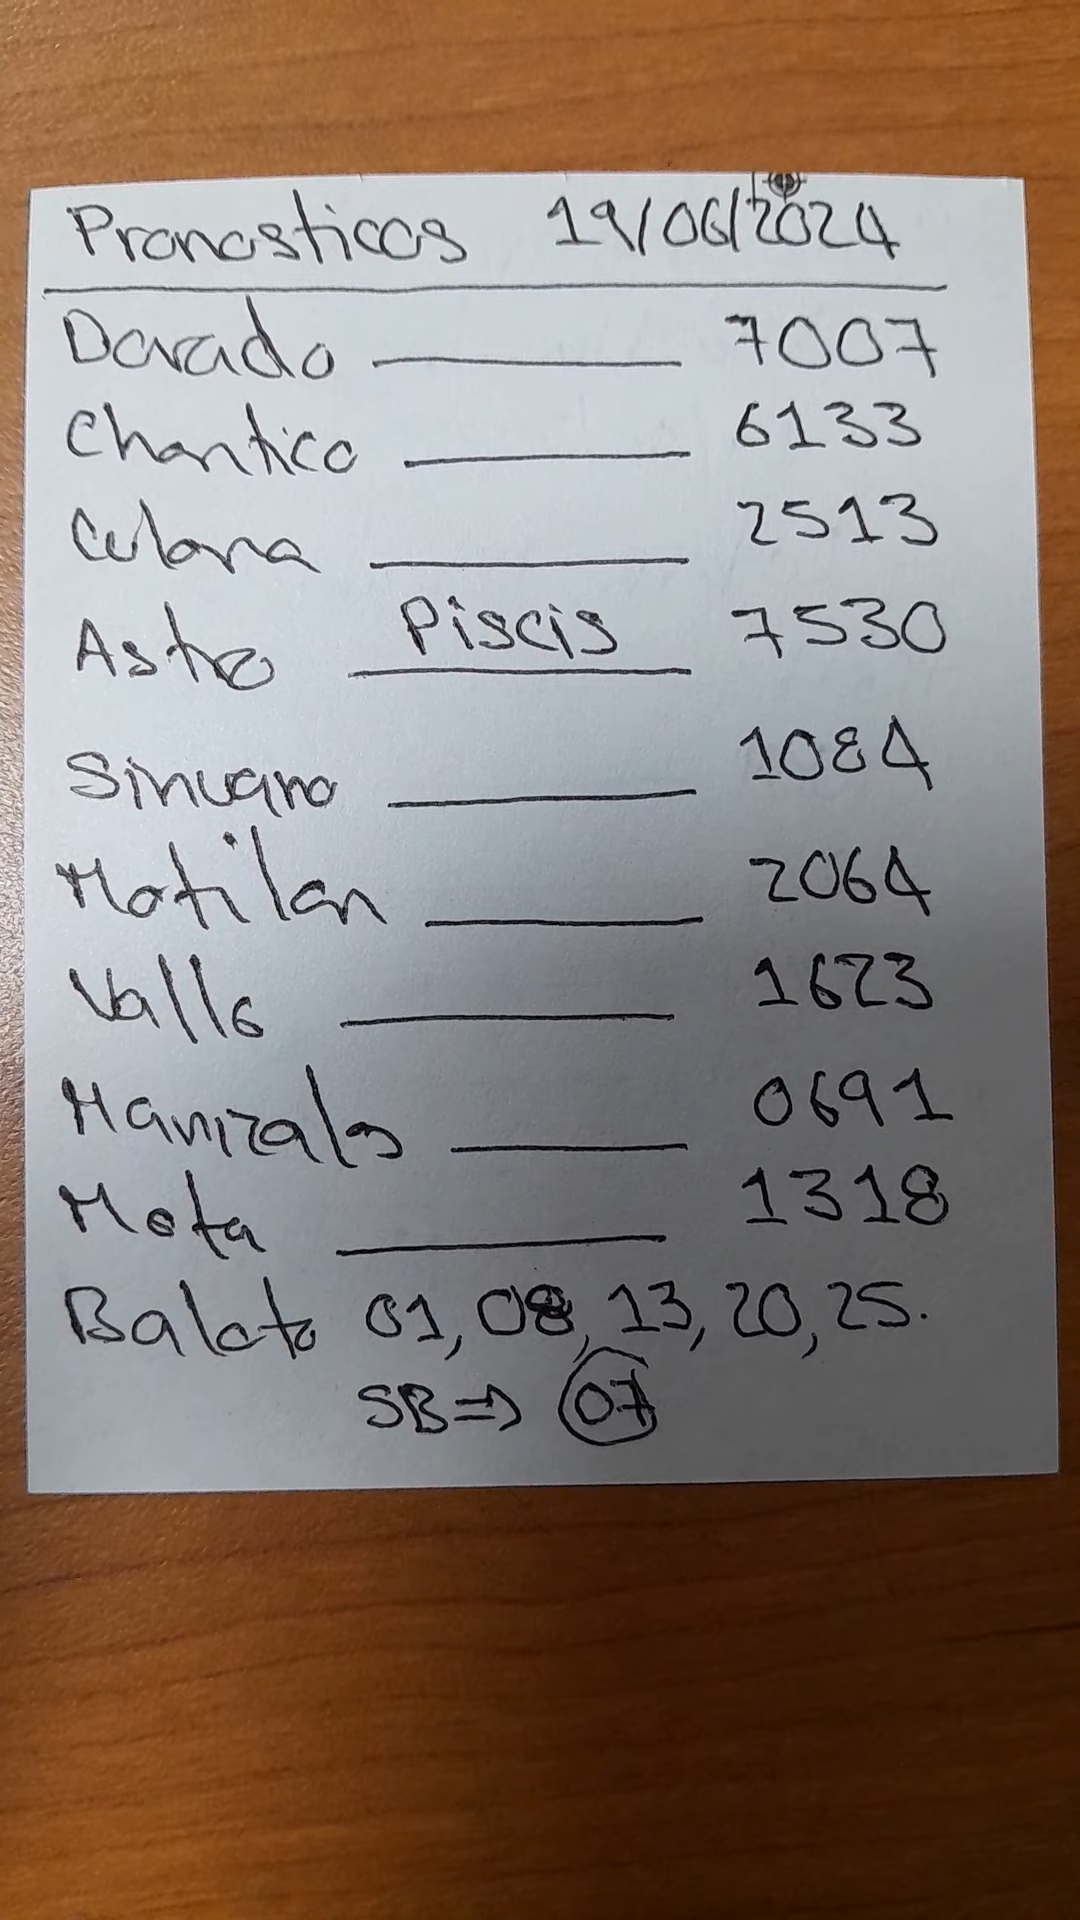 Pronosticos 19/06/2024
Dorado 7007
Chontico 6133
Culona 2513
Astro Piscis 7530
Sinuano 1084
Motilon 2064
Valle 1623
Manizales 0691
Meta 1318
Baloto 01, 08, 13, 20, 25.
SB⇒ 07